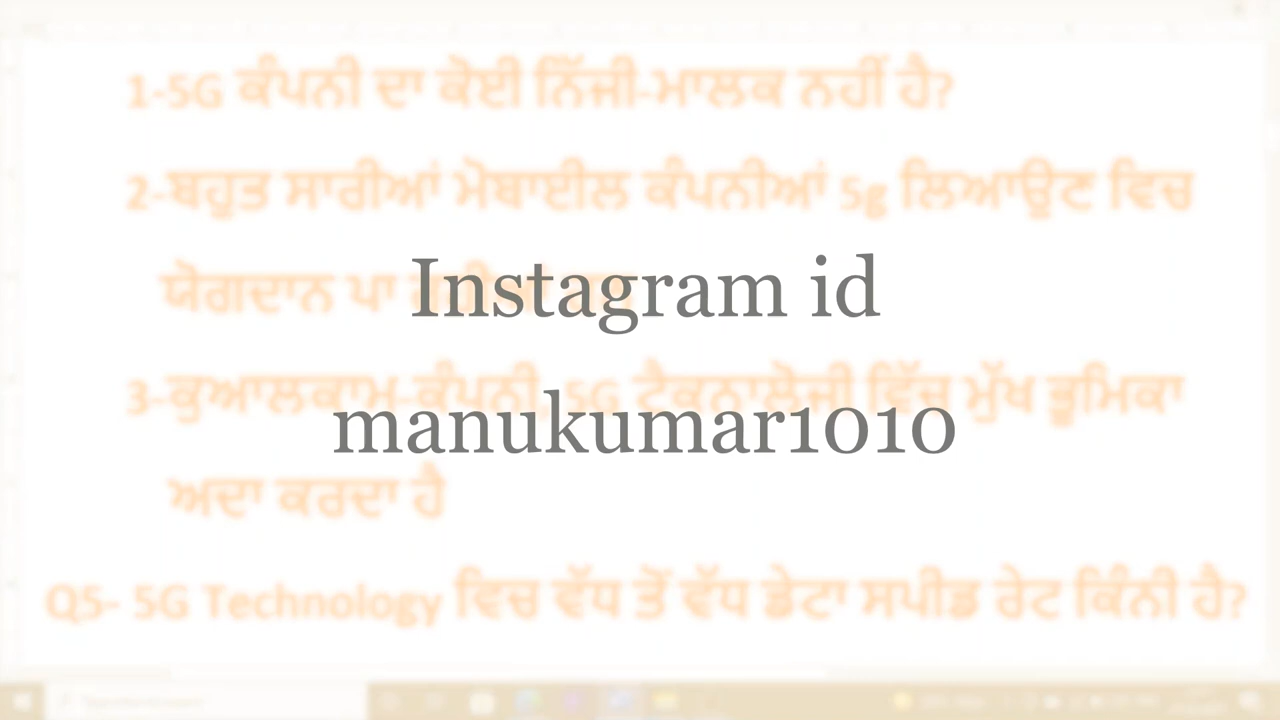 1-5G ਕੰਪਨੀ ਦਾ ਕੋਈ ਨਿੱਜੀ-ਮਾਲਕ ਨਹੀਂ ਹੈ?
2-ਬਹੁਤ ਸਾਰੀਆਂ ਮੋਬਾਈਲ ਕੰਪਨੀਆਂ 5g ਲਿਆਉਣ ਵਿਚ
ਯੋਗਦਾਨ ਪਾ
Instagram id
3-ਕੁਆਲਕਾਮ-ਕੰਪਨੀ, 5G ਟੈਕਨਾਲੋਜੀ ਵਿੱਚ ਮੁੱਖ ਭੂਮਿਕਾ
manukumar1010
ਅਦਾ ਕਰਦਾ ਹੈ
Q5- 5G Technology ਵਿਚ ਵੱਧ ਤੋਂ ਵੱਧ ਡੇਟਾ ਸਪੀਡ ਰੇਟ ਕਿੰਨੀ ਹੈ?